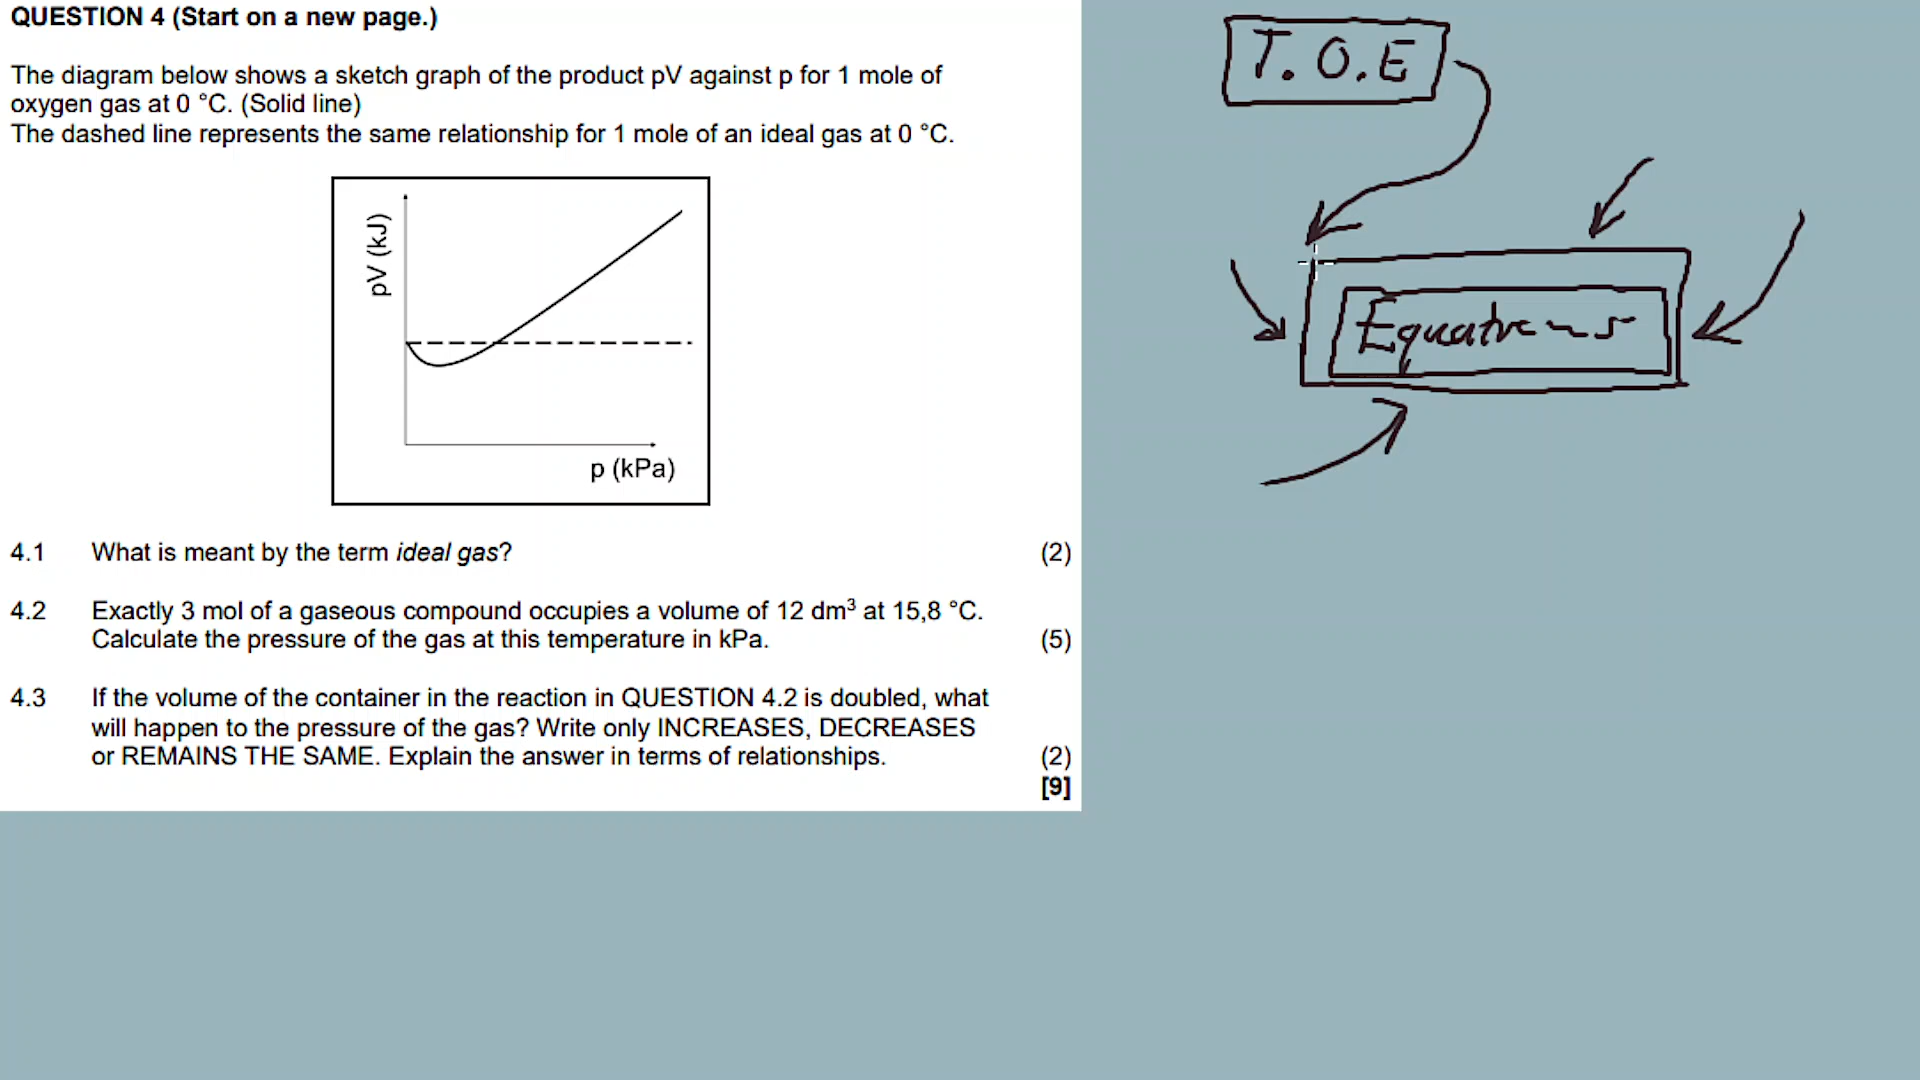 QUESTION 4 (Start on a new page.)
The diagram below shows a sketch graph of the product pV against p for 1 mole of
oxygen gas at 0 °C. (Solid line)
The dashed line represents the same relationship for 1 mole of an ideal gas at 0 °C.
pV (kJ)
p (kPa)
4.1 What is meant by the term ideal gas? (2)
4.2 Exactly 3 mol of a gaseous compound occupies a volume of 12 dm³ at 15,8 °C.
Calculate the pressure of the gas at this temperature in kPa. (5)
4.3 If the volume of the container in the reaction in QUESTION 4.2 is doubled, what
will happen to the pressure of the gas? Write only INCREASES, DECREASES
or REMAINS THE SAME. Explain the answer in terms of relationships. (2)
[9]
T.O.E
Equations